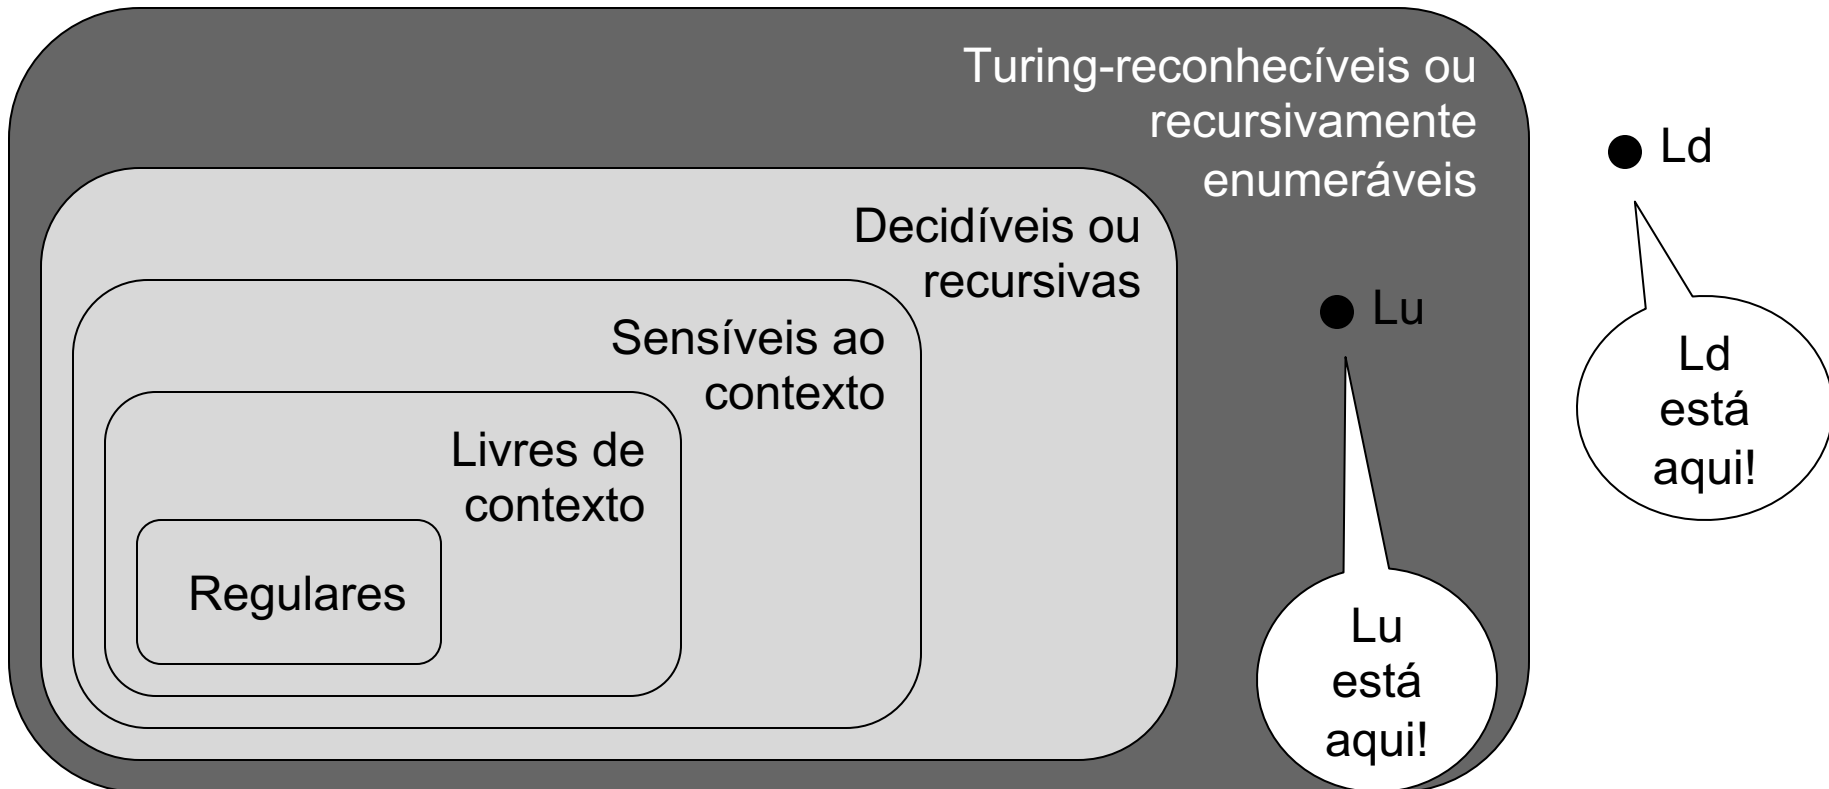 Turing-reconhecíveis ou
recursivamente
enumeráveis
Ld
Decidíveis ou
recursivas
Lu
Sensíveis ao
contexto
Ld
está
aqui!
Livres de
contexto
Regulares
Lu
está
aqui!